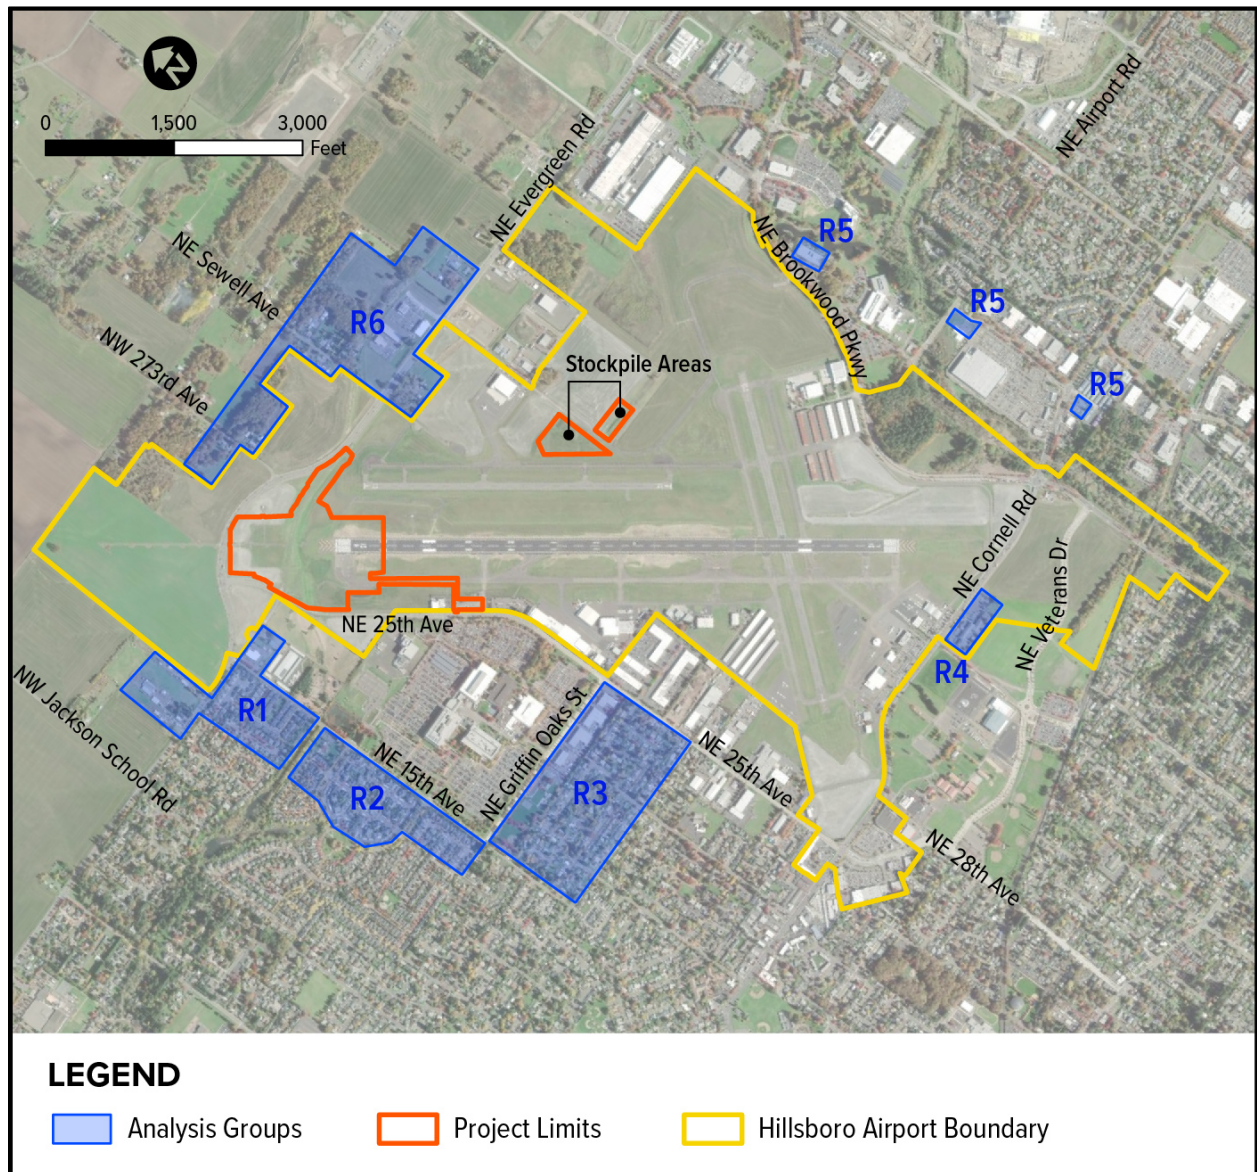 N
0 1,500 3,000
Feet
NE Airport Rd
NE Evergreen Rd
NE Brookwood Pkwy
R5
NE Sewell Ave
R5
R6
NW 273rd Ave
Stockpile Areas
R5
NE Cornell Rd
NE Veterans Dr
NE 25th Ave
R4
NW Jackson School Rd
R1
NE 15th Ave
NE Griffin Oaks St
NE 25th Ave
R2
R3
NE 28th Ave
LEGEND
Analysis Groups
Project Limits
Hillsboro Airport Boundary